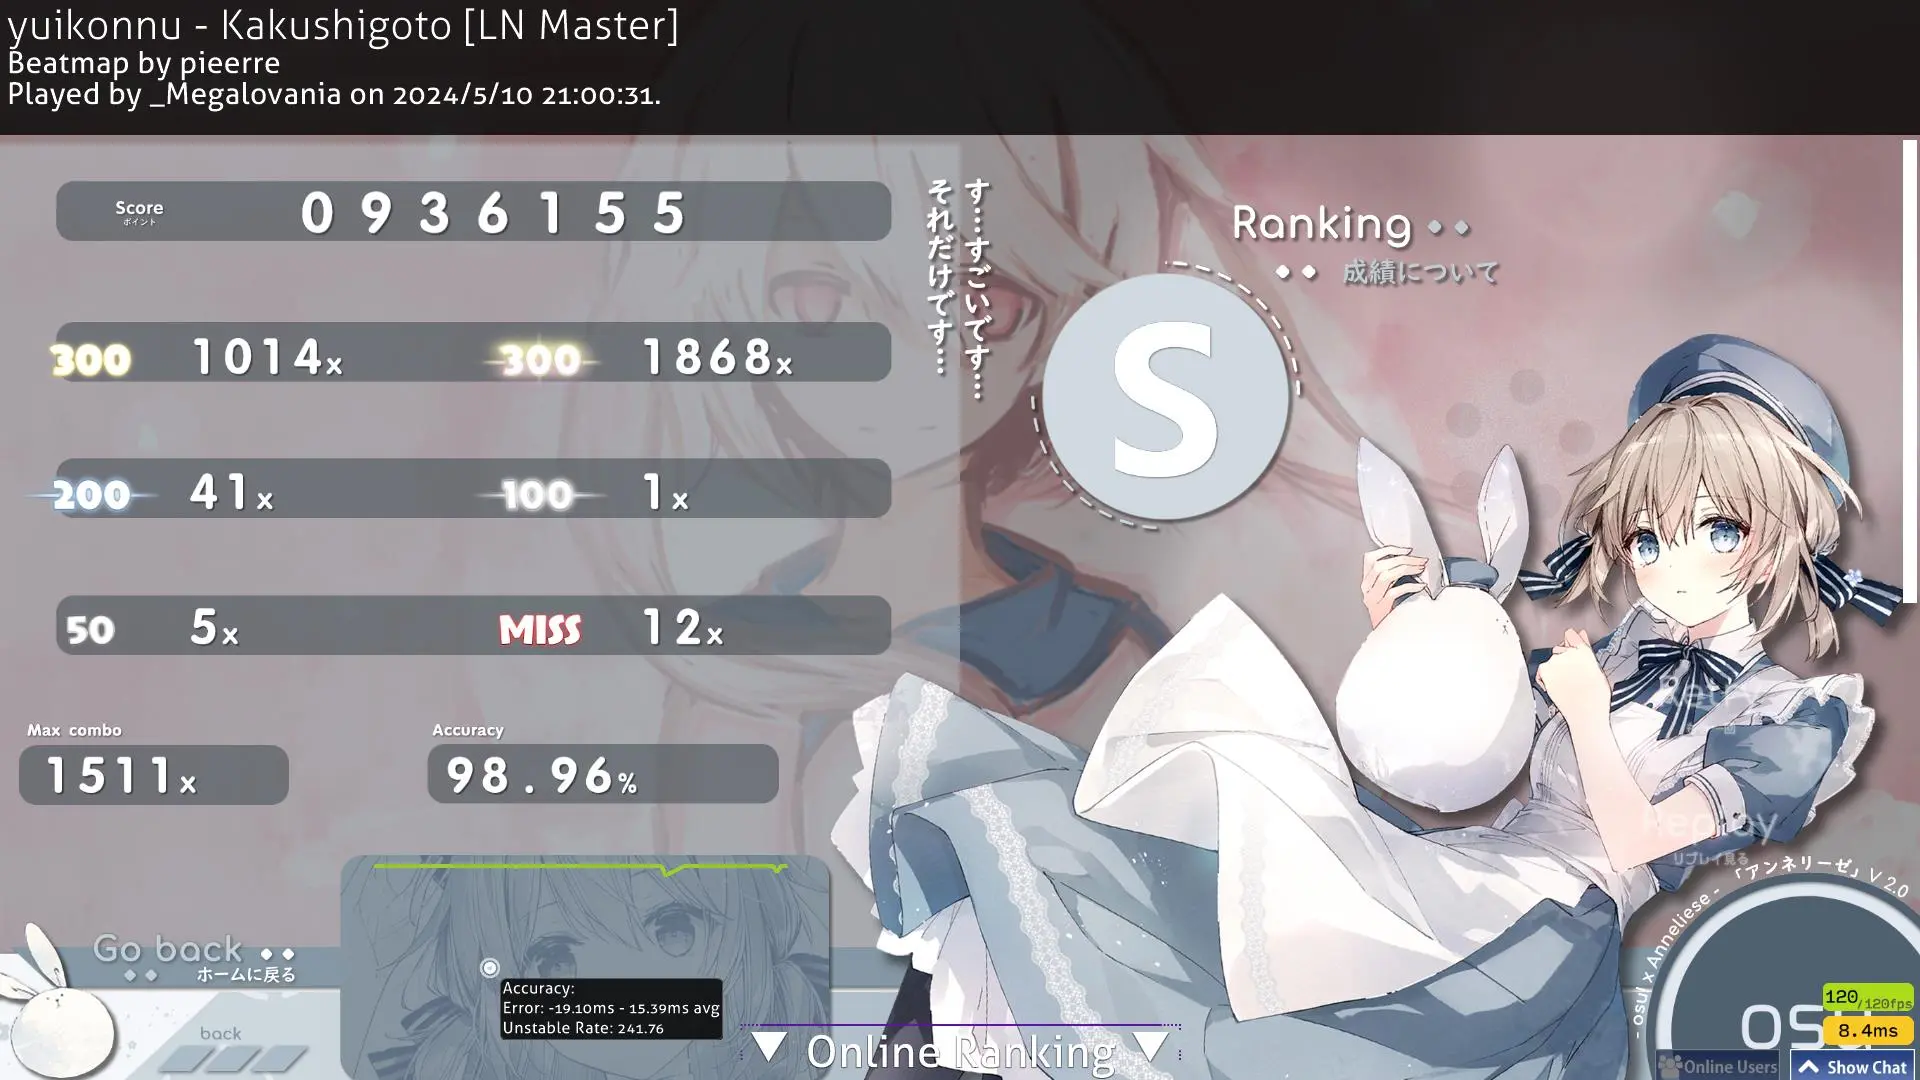 yuikonnu - Kakushigoto [LN Master]
Beatmap by pieerre
Played by _Megalovania on 2024/5/10 21:00:31.
Score
ポイント
0936155
300 1014x 300 1868x
200 41x 100 1x
50 5x MISS 12x
Max combo
1511x
Accuracy
98.96%
す…すごいです…
それだけです…
Ranking
成績について
S
Replay
リプレイ見る
- osu! x Anneliese - 「アンネリーゼ」 V 2.0
Go back
ホームに戻る
back
Accuracy:
Error: -19.10ms - 15.39ms avg
Unstable Rate: 241.76
Online Ranking
120/120fps
8.4ms
Online Users
Show Chat